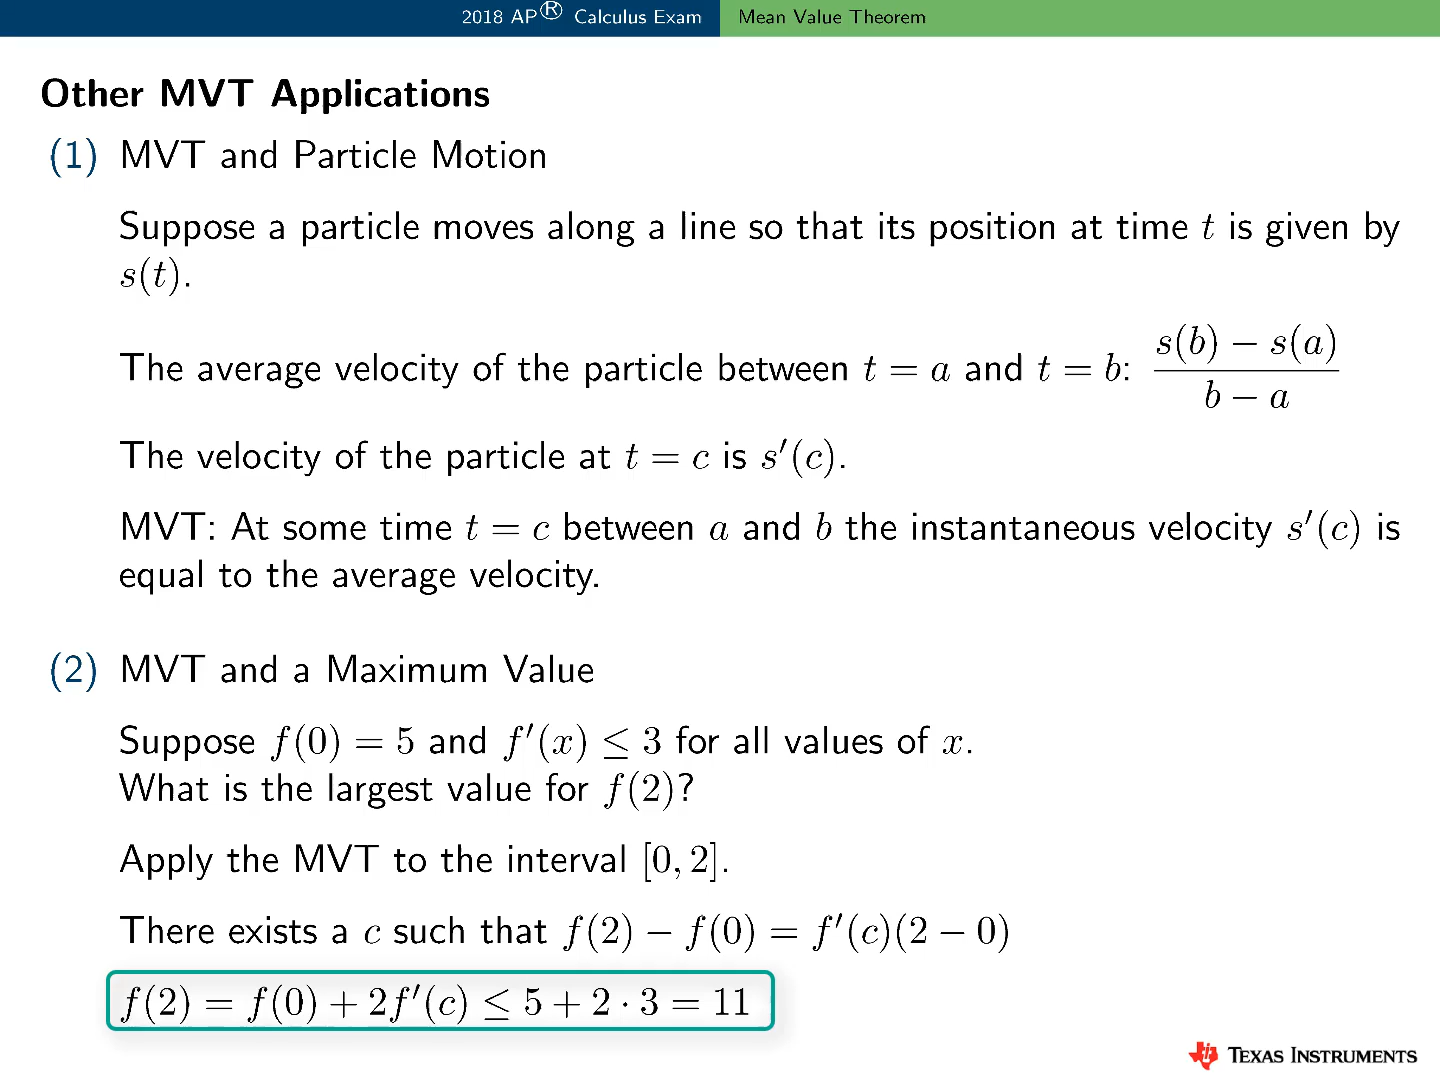 2018 AP® Calculus Exam Mean Value Theorem
Other MVT Applications
(1) MVT and Particle Motion
Suppose a particle moves along a line so that its position at time t is given by
s(t).
The average velocity of the particle between t = a and t = b: \frac{s(b) − s(a)}{b − a}
The velocity of the particle at t = c is s′(c).
MVT: At some time t = c between a and b the instantaneous velocity s′(c) is
equal to the average velocity.
(2) MVT and a Maximum Value
Suppose f(0) = 5 and f′(x) ≤ 3 for all values of x.
What is the largest value for f(2)?
Apply the MVT to the interval [0, 2].
There exists a c such that f(2) − f(0) = f′(c)(2 − 0)
f(2) = f(0) + 2f′(c) ≤ 5 + 2 · 3 = 11
TEXAS INSTRUMENTS